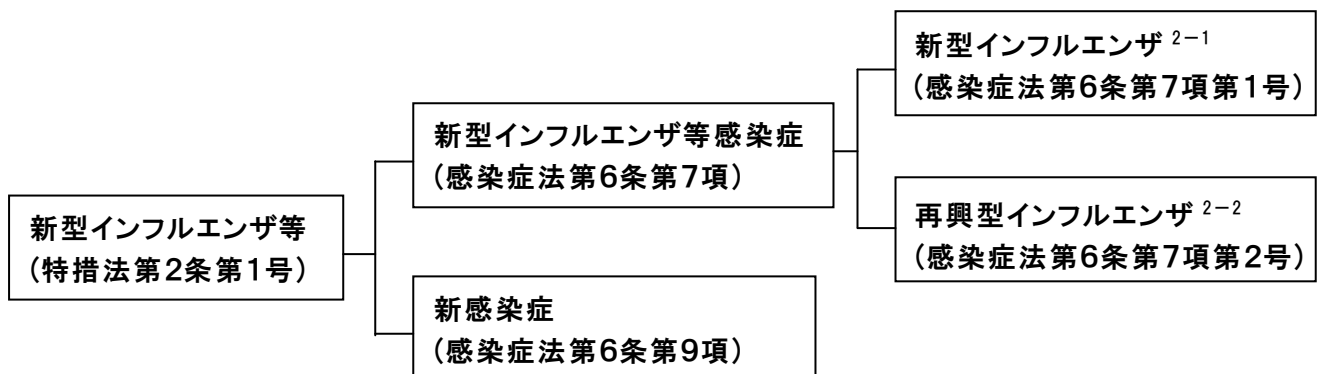 新型インフルエンザ等
(特措法第2条第1号)
新型インフルエンザ等感染症
(感染症法第6条第7項)
新感染症
(感染症法第6条第9項)
新型インフルエンザ 2-1
(感染症法第6条第7項第1号)
再興型インフルエンザ 2-2
(感染症法第6条第7項第2号)